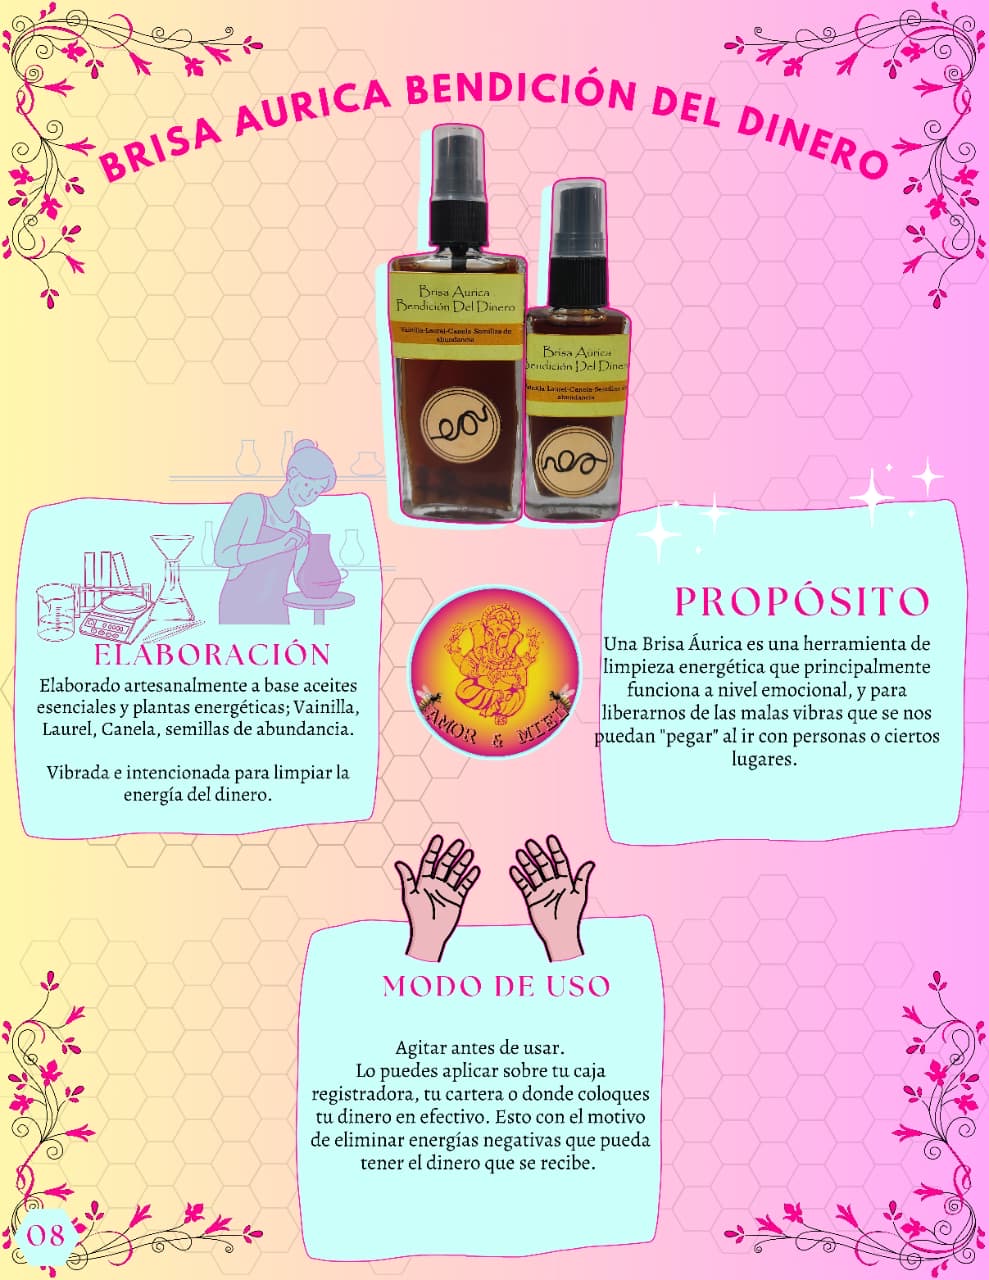 BRISA AURICA BENDICIÓN DEL DINERO
Brisa Aurica
Bendición Del Dinero
Vainilla-Laurel-Canela-Semillas de
abundancia
Brisa Aurica
Bendición Del Diner
Laurel-Canela-Semillas
abundancia
ELABORACIÓN
Elaborado artesanalmente a base aceites
esenciales y plantas energéticas; Vainilla,
Laurel, Canela, semillas de abundancia.
Vibrada e intencionada para limpiar la
energía del dinero.
AMOR & MIEL
PROPÓSITO
Una Brisa Áurica es una herramienta de
limpieza energética que principalmente
funciona a nivel emocional, y para
liberarnos de las malas vibras que se nos
puedan "pegar" al ir con personas o ciertos
lugares.
MODO DE USO
Agitar antes de usar.
Lo puedes aplicar sobre tu caja
registradora, tu cartera o donde coloques
tu dinero en efectivo. Esto con el motivo
de eliminar energías negativas que pueda
tener el dinero que se recibe.
08